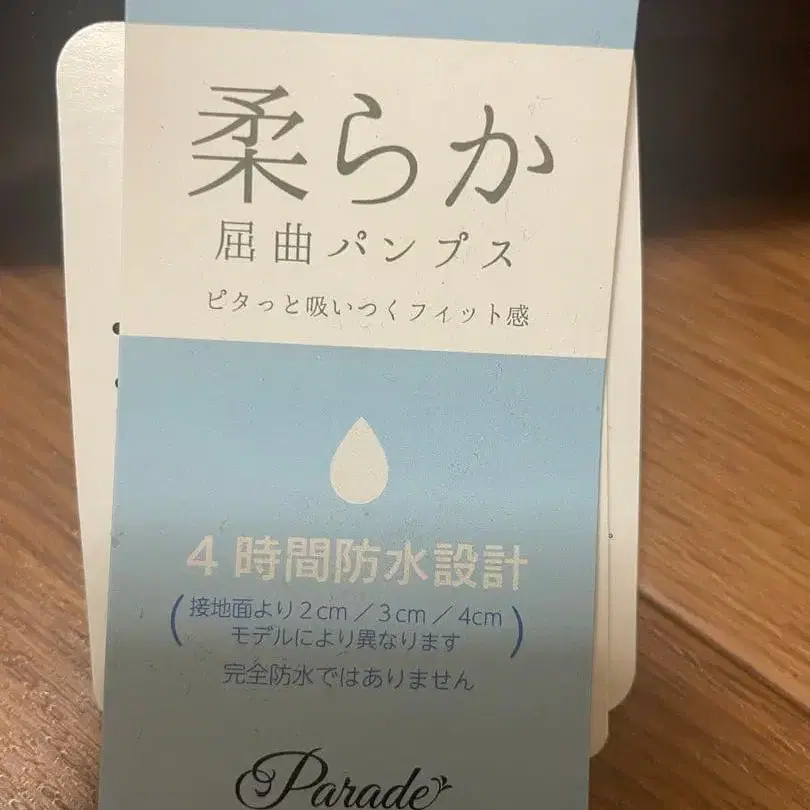 柔らか
屈曲パンプス
ピタっと吸いつくフィット感
4時間防水設計
(接地面より2cm/3cm/4cm
モデルにより異なります)
完全防水ではありません
Parade